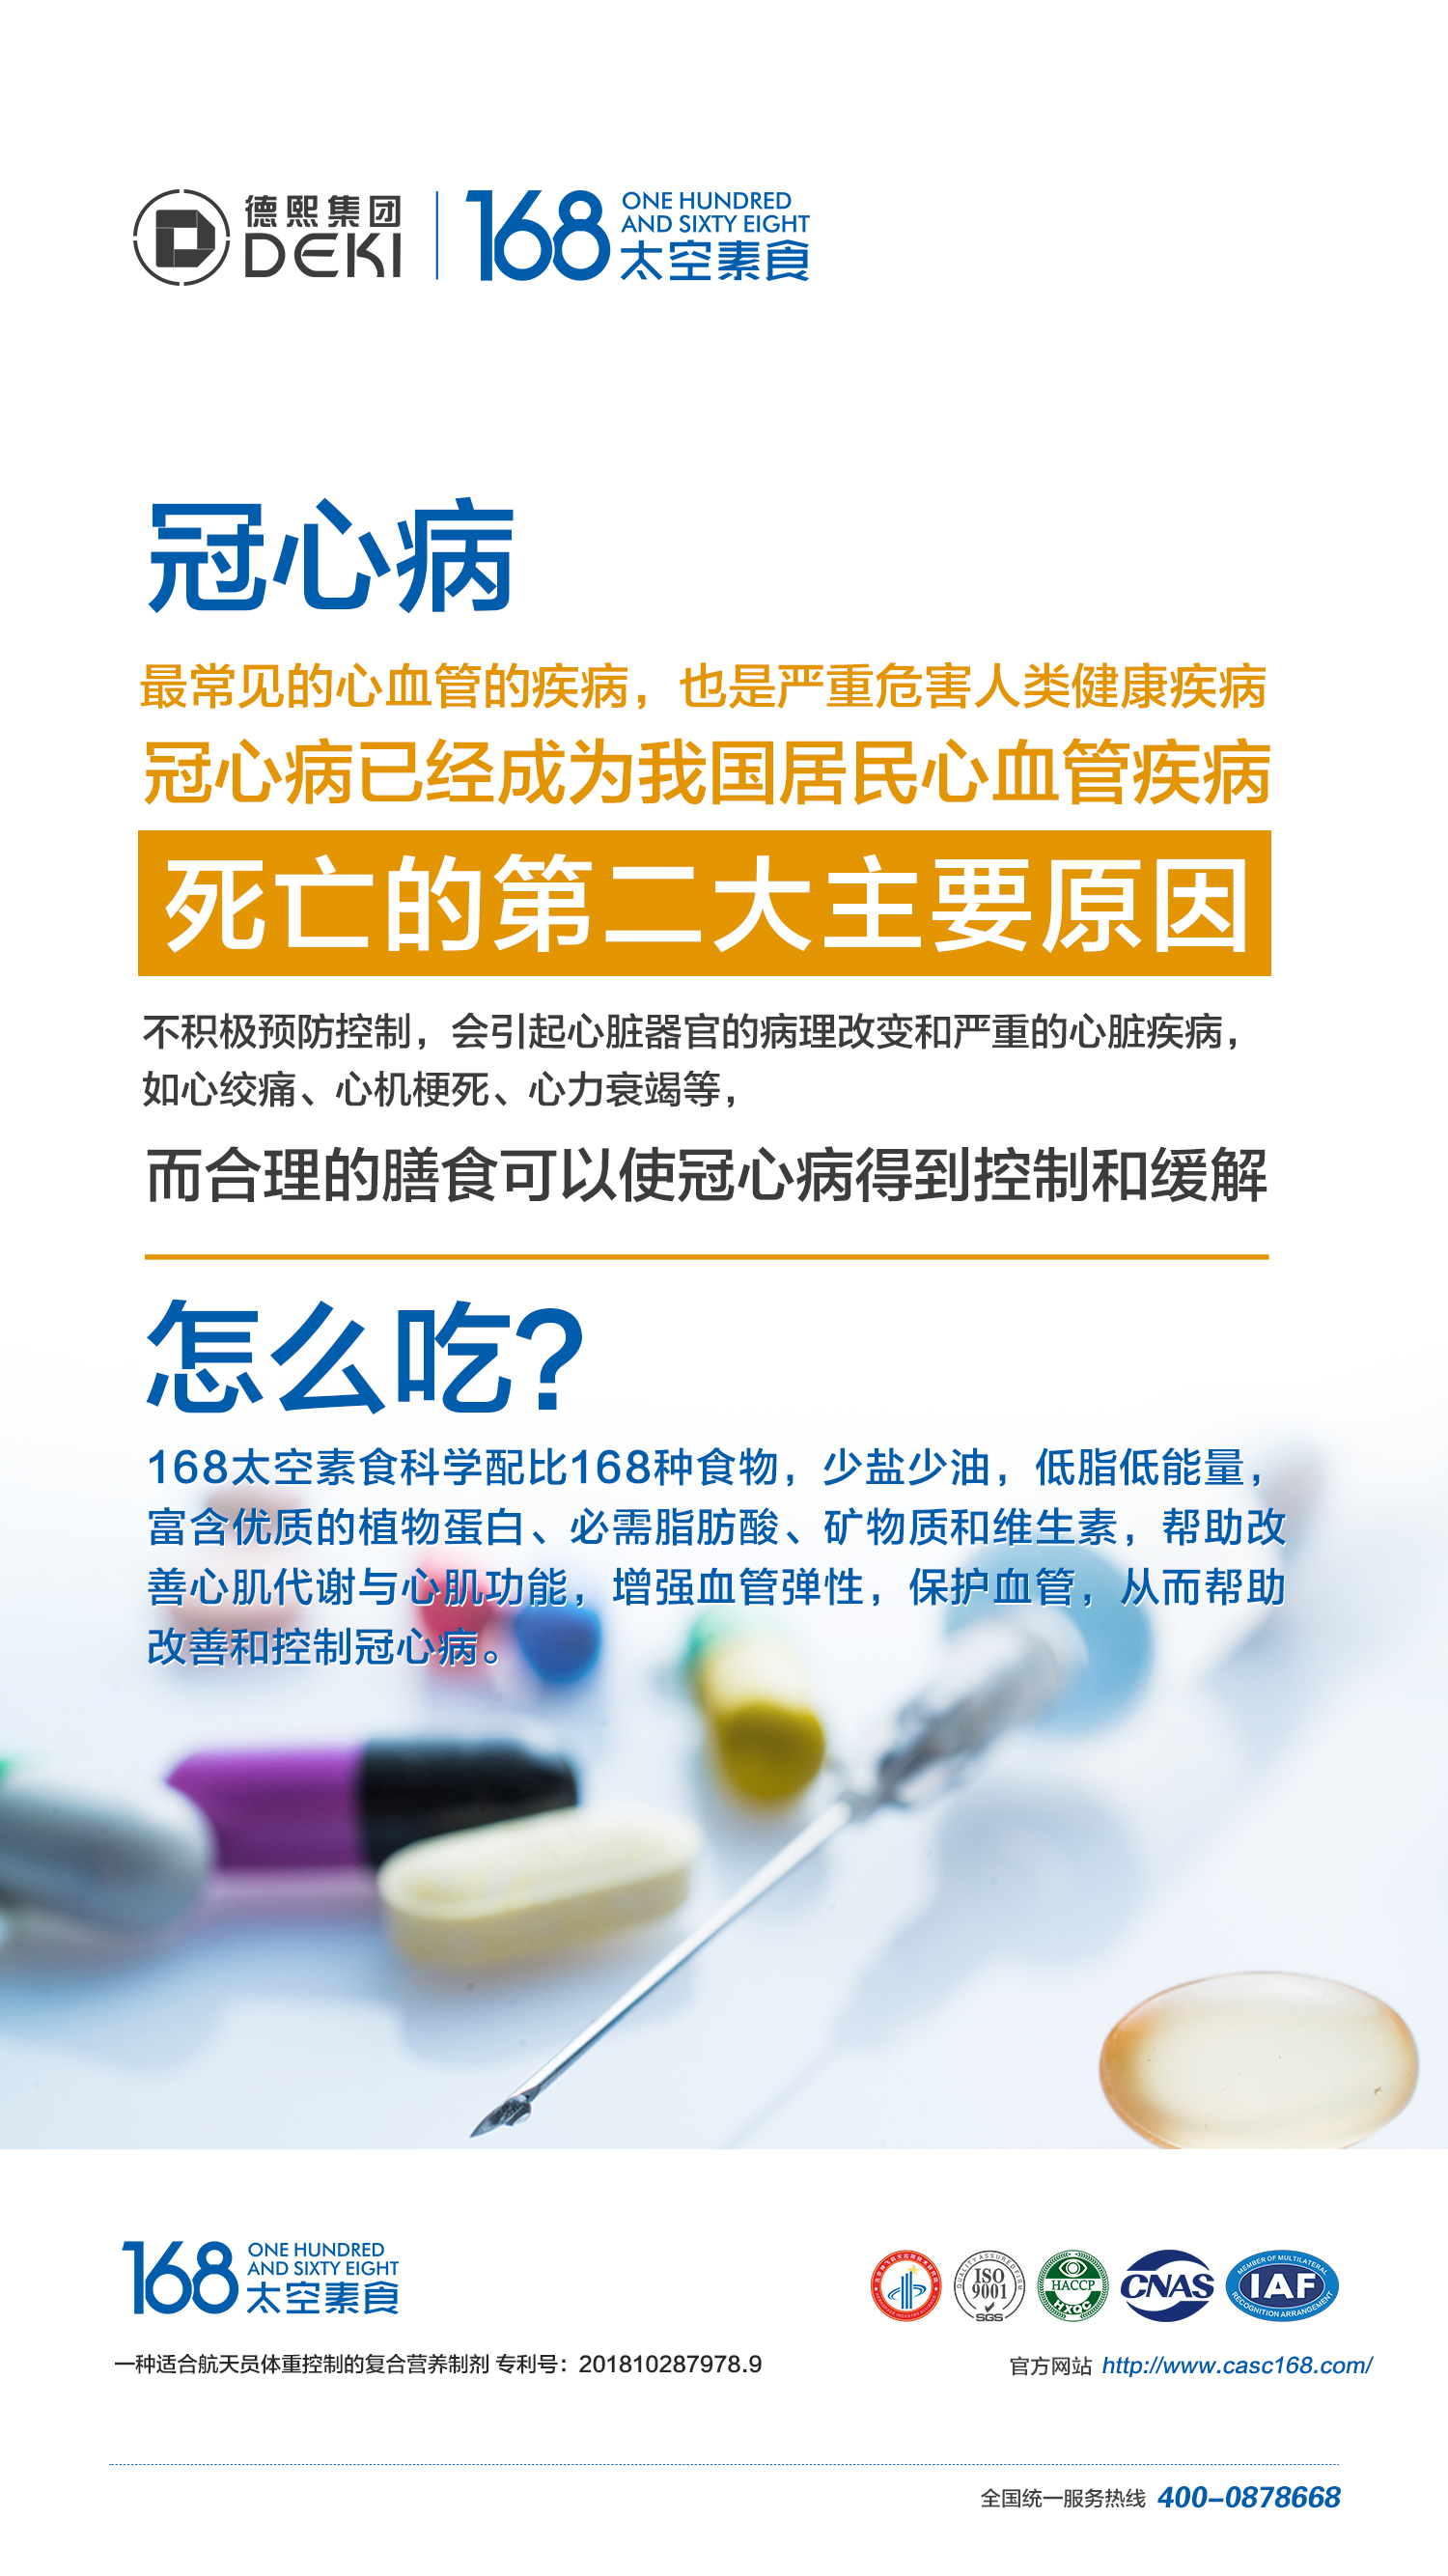 德熙集团
DEKI
168
ONE HUNDRED
AND SIXTY EIGHT
太空素食
冠心病
最常见的心血管的疾病，也是严重危害人类健康疾病
冠心病已经成为我国居民心血管疾病
死亡的第二大主要原因
不积极预防控制，会引起心脏器官的病理改变和严重的心脏疾病，
如心绞痛、心机梗死、心力衰竭等，
而合理的膳食可以使冠心病得到控制和缓解
怎么吃?
168太空素食科学配比168种食物，少盐少油，低脂低能量，
富含优质的植物蛋白、必需脂肪酸、矿物质和维生素，帮助改
善心肌代谢与心肌功能，增强血管弹性，保护血管，从而帮助
改善和控制冠心病。
168
ONE HUNDRED
AND SIXTY EIGHT
太空素食
QUALITY ASSURED FIRM
ISO
9001
SGS
HACCP
HXQC
CNAS
MEMBER OF MULTILATERAL
IAF
RECOGNITION ARRANGEMENT
一种适合航天员体重控制的复合营养制剂 专利号：201810287978.9
官方网站 http://www.casc168.com/
全国统一服务热线 400-0878668